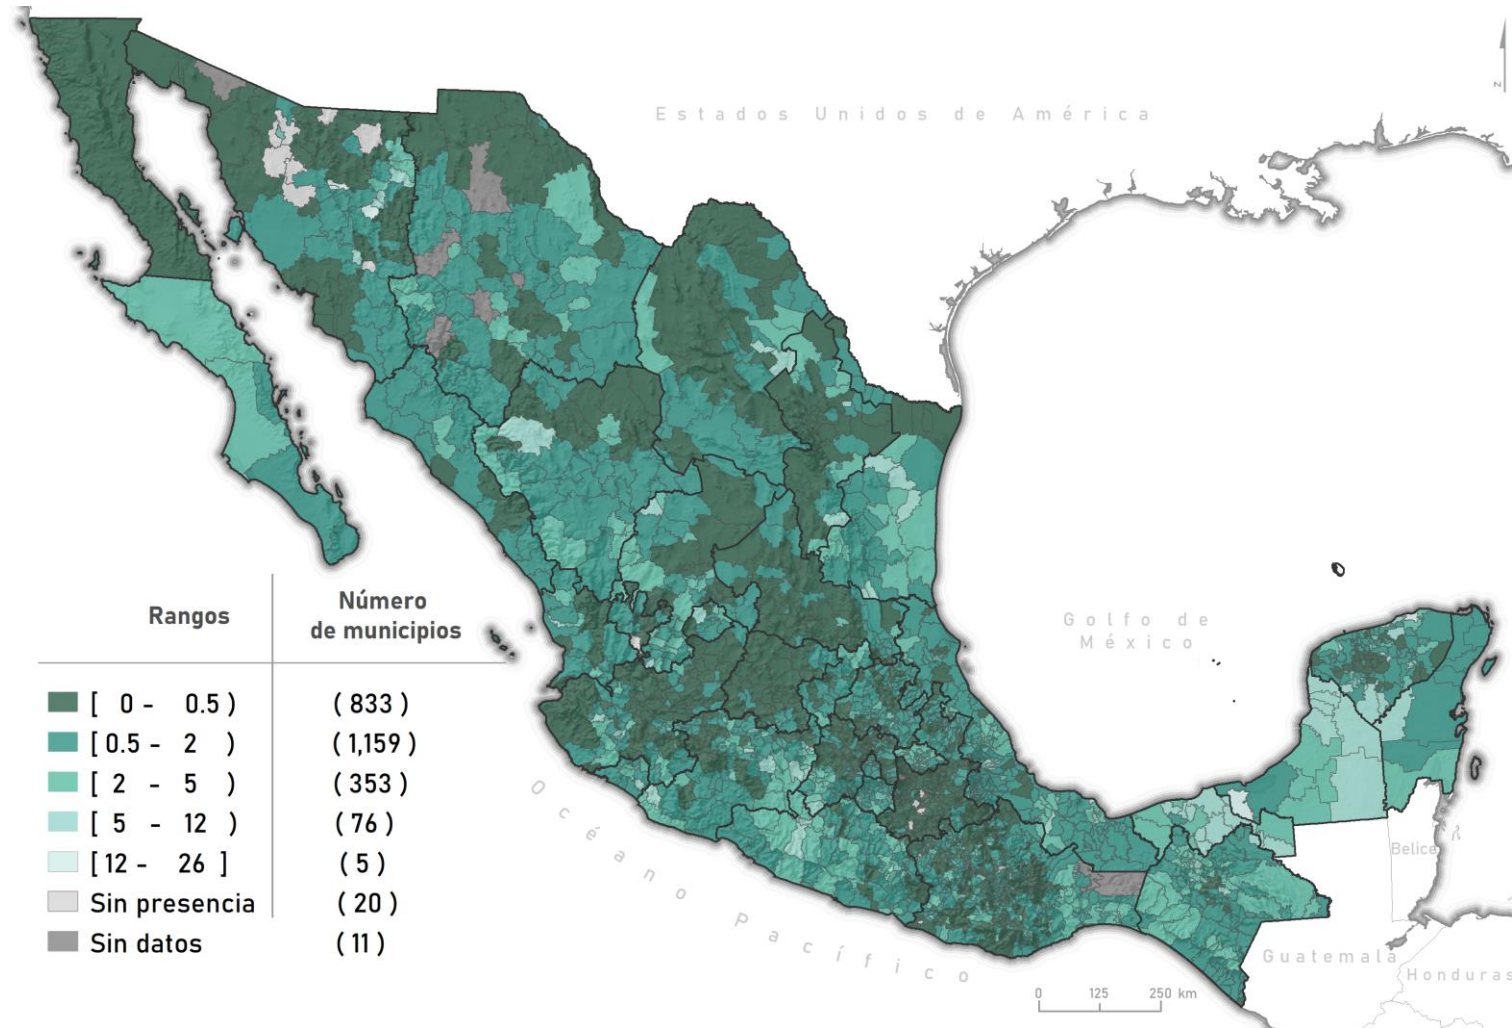 Estados Unidos de América
N
Golfo de
México
Rangos
Número
de municipios
[ 0 - 0.5 ) ( 833 )
[ 0.5 - 2 ) ( 1,159 )
[ 2 - 5 ) ( 353 )
[ 5 - 12 ) ( 76 )
[ 12 - 26 ] ( 5 )
Sin presencia ( 20 )
Sin datos ( 11 )
Océano Pacífico
Belice
Guatemala
Honduras
0 125 250 km